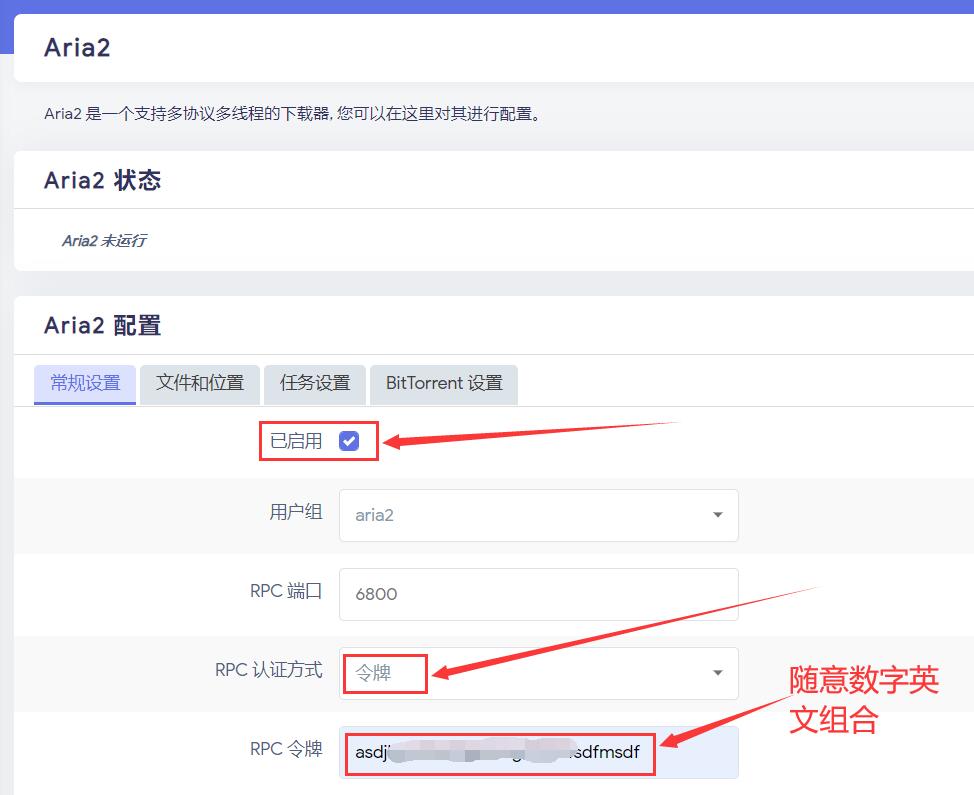 Aria2
Aria2 是一个支持多协议多线程的下载器, 您可以在这里对其进行配置。
Aria2 状态
Aria2 未运行
Aria2 配置
常规设置 文件和位置 任务设置 BitTorrent 设置
已启用
用户组 aria2
RPC 端口 6800
RPC 认证方式 令牌
随意数字英
文组合
RPC 令牌